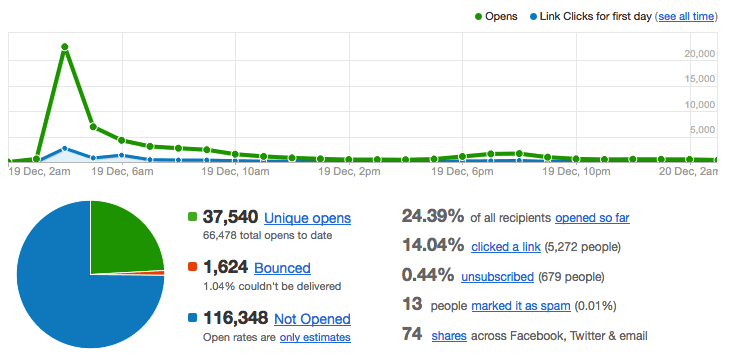 Opens Link Clicks for first day (see all time)
20,000
15,000
10,000
5,000
19 Dec, 2am 19 Dec, 6am 19 Dec, 10am 19 Dec, 2pm 19 Dec, 6pm 19 Dec, 10pm 20 Dec, 2am
37,540 Unique opens
66,478 total opens to date
1,624 Bounced
1.04% couldn't be delivered
116,348 Not Opened
Open rates are only estimates
24.39% of all recipients opened so far
14.04% clicked a link (5,272 people)
0.44% unsubscribed (679 people)
13 people marked it as spam (0.01%)
74 shares across Facebook, Twitter & email